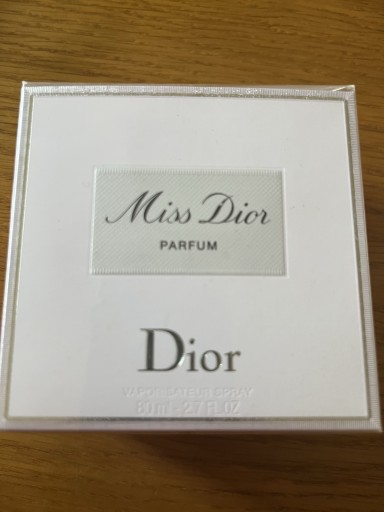 Miss Dior
PARFUM
Dior
VAPORISATEUR SPRAY
80 ml - 2.7 FL.OZ